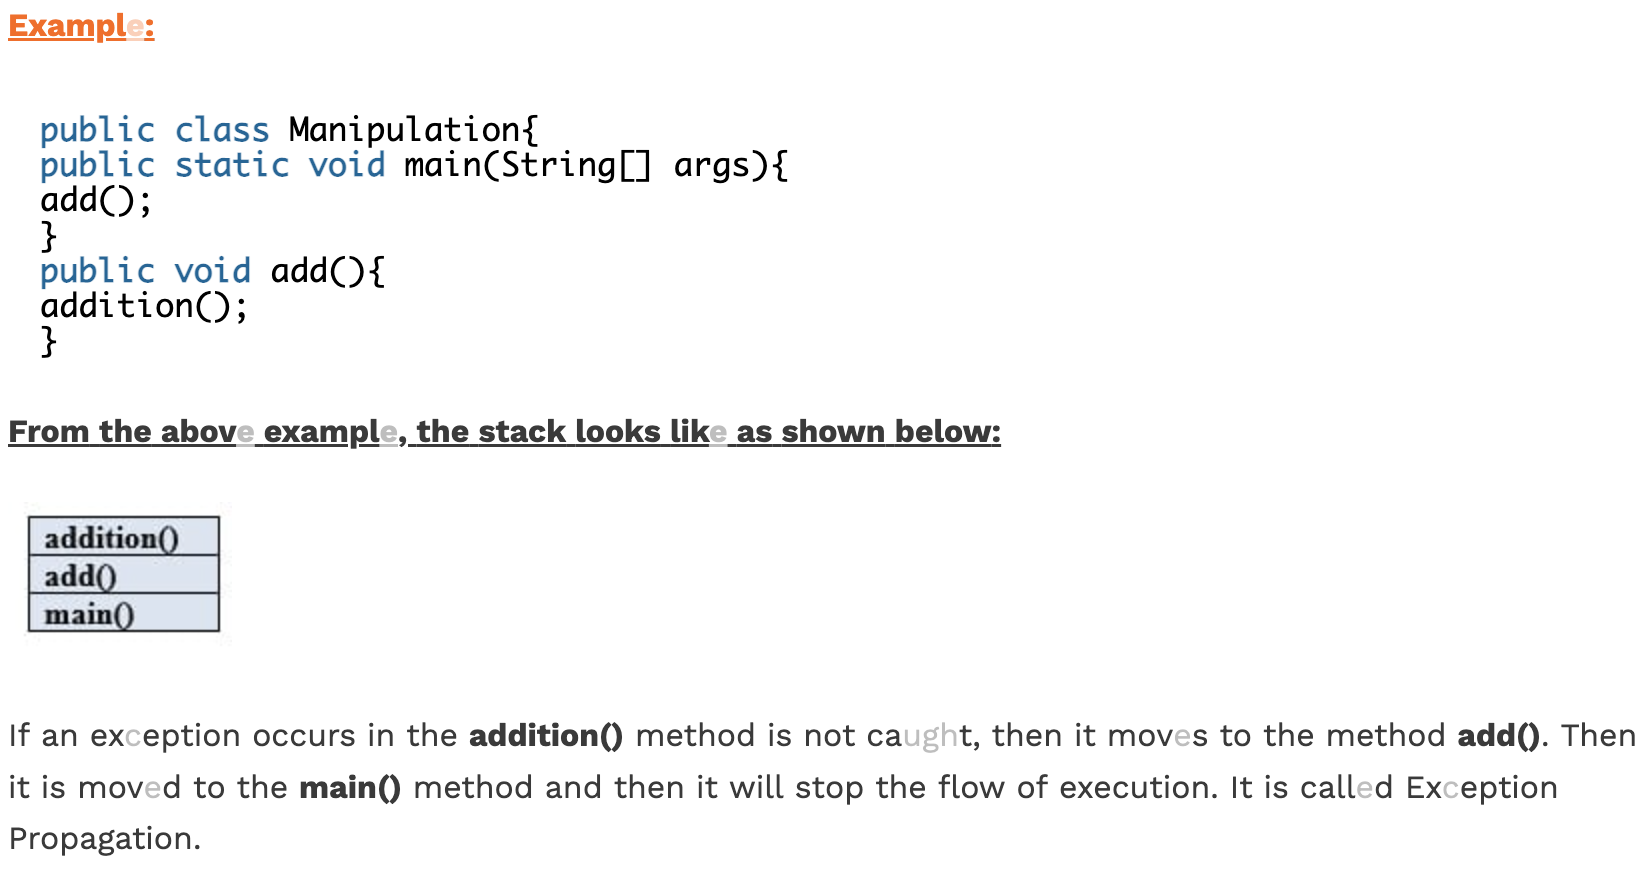 Example:
public class Manipulation{
public static void main(String[] args){
add();
}
public void add(){
addition();
}
From the above example, the stack looks like as shown below:
addition()
add()
main()
If an exception occurs in the addition() method is not caught, then it moves to the method add(). Then
it is moved to the main() method and then it will stop the flow of execution. It is called Exception
Propagation.